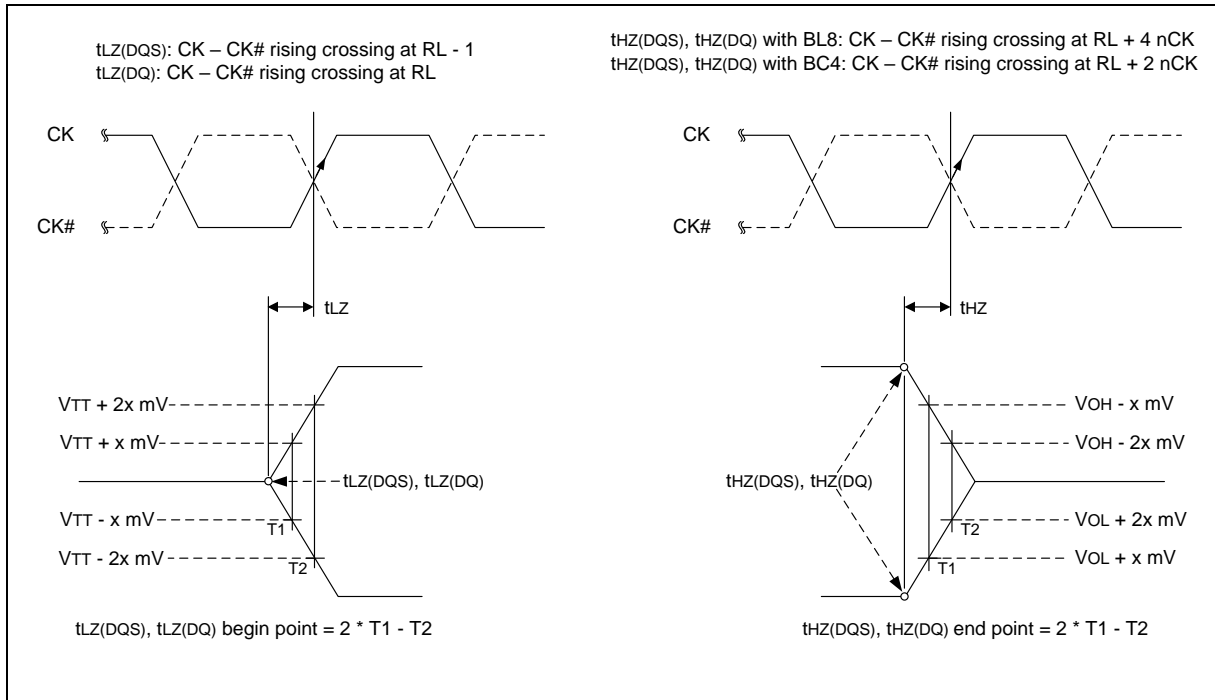 tLZ(DQS): CK – CK# rising crossing at RL - 1
tLZ(DQ): CK – CK# rising crossing at RL
CK
CK#
tLZ
VTT + 2x mV
VTT + x mV
tLZ(DQS), tLZ(DQ)
VTT - x mV
T1
VTT - 2x mV
T2
tLZ(DQS), tLZ(DQ) begin point = 2 * T1 - T2
tHZ(DQS), tHZ(DQ) with BL8: CK – CK# rising crossing at RL + 4 nCK
tHZ(DQS), tHZ(DQ) with BC4: CK – CK# rising crossing at RL + 2 nCK
CK
CK#
tHZ
VOH - x mV
VOH - 2x mV
tHZ(DQS), tHZ(DQ)
VOL + 2x mV
T2
VOL + x mV
T1
tHZ(DQS), tHZ(DQ) end point = 2 * T1 - T2